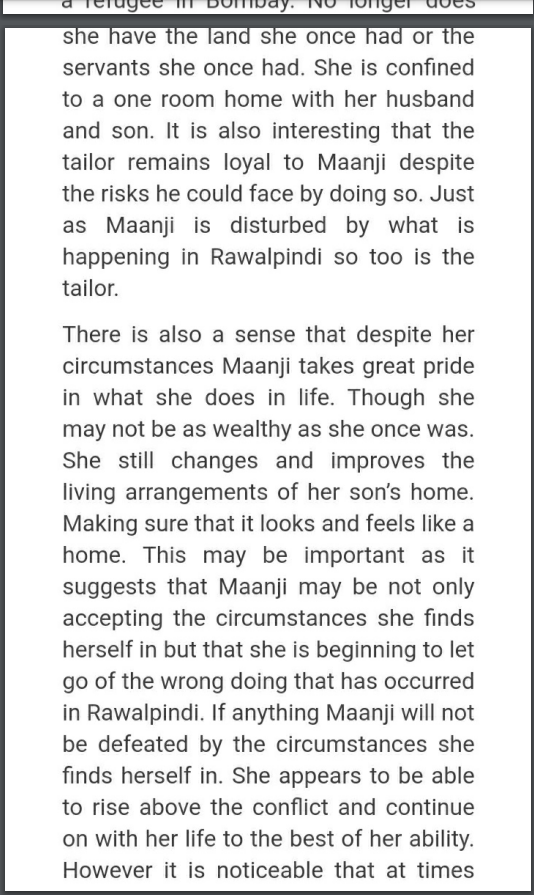 a refugee in Bombay. No longer does
she have the land she once had or the
servants she once had. She is confined
to a one room home with her husband
and son. It is also interesting that the
tailor remains loyal to Maanji despite
the risks he could face by doing so. Just
as Maanji is disturbed by what is
happening in Rawalpindi so too is the
tailor.
There is also a sense that despite her
circumstances Maanji takes great pride
in what she does in life. Though she
may not be as wealthy as she once was.
She still changes and improves the
living arrangements of her son’s home.
Making sure that it looks and feels like a
home. This may be important as it
suggests that Maanji may be not only
accepting the circumstances she finds
herself in but that she is beginning to let
go of the wrong doing that has occurred
in Rawalpindi. If anything Maanji will not
be defeated by the circumstances she
finds herself in. She appears to be able
to rise above the conflict and continue
on with her life to the best of her ability.
However it is noticeable that at times